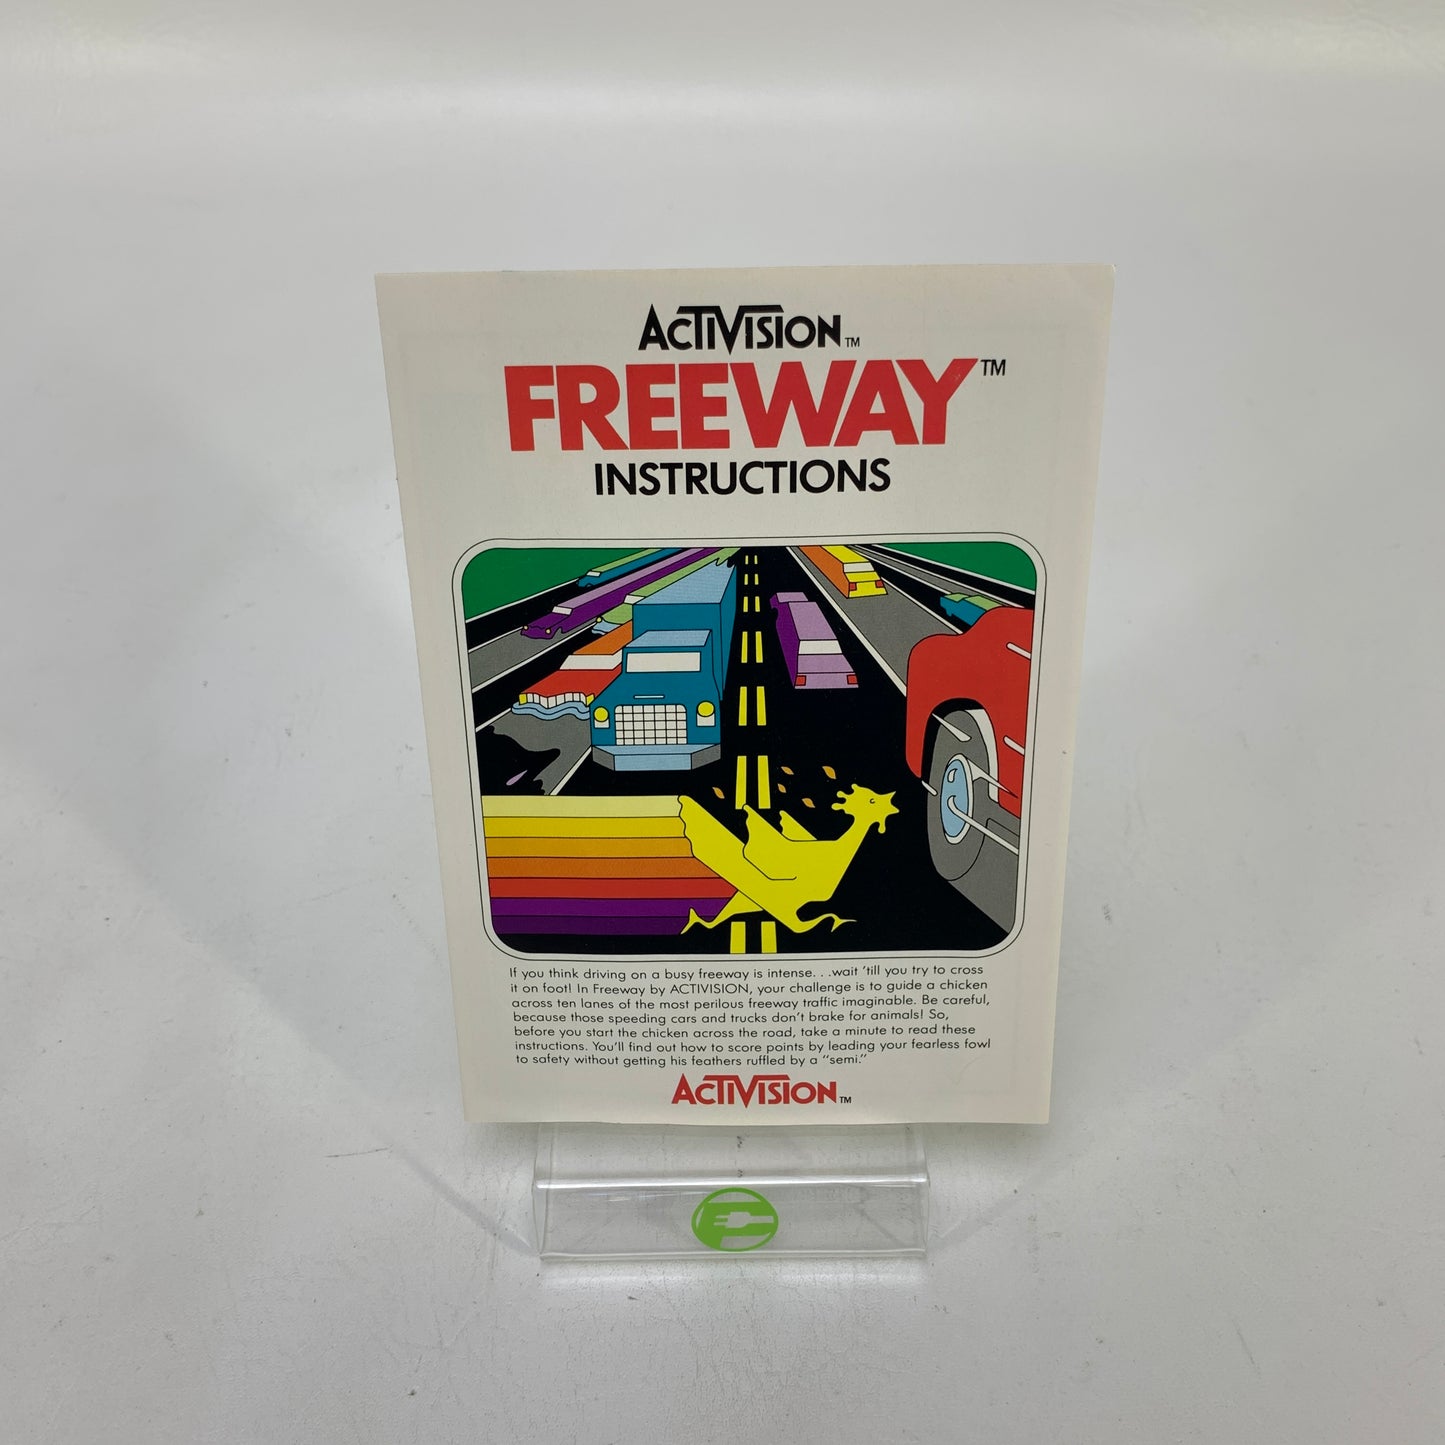 ACTIVISION™
FREEWAY™
INSTRUCTIONS
If you think driving on a busy freeway is intense. . .wait 'till you try to cross
it on foot! In Freeway by ACTIVISION, your challenge is to guide a chicken
across ten lanes of the most perilous freeway traffic imaginable. Be careful,
because those speeding cars and trucks don't brake for animals! So,
before you start the chicken across the road, take a minute to read these
instructions. You'll find out how to score points by leading your fearless fowl
to safety without getting his feathers ruffled by a "semi."
ACTIVISION™